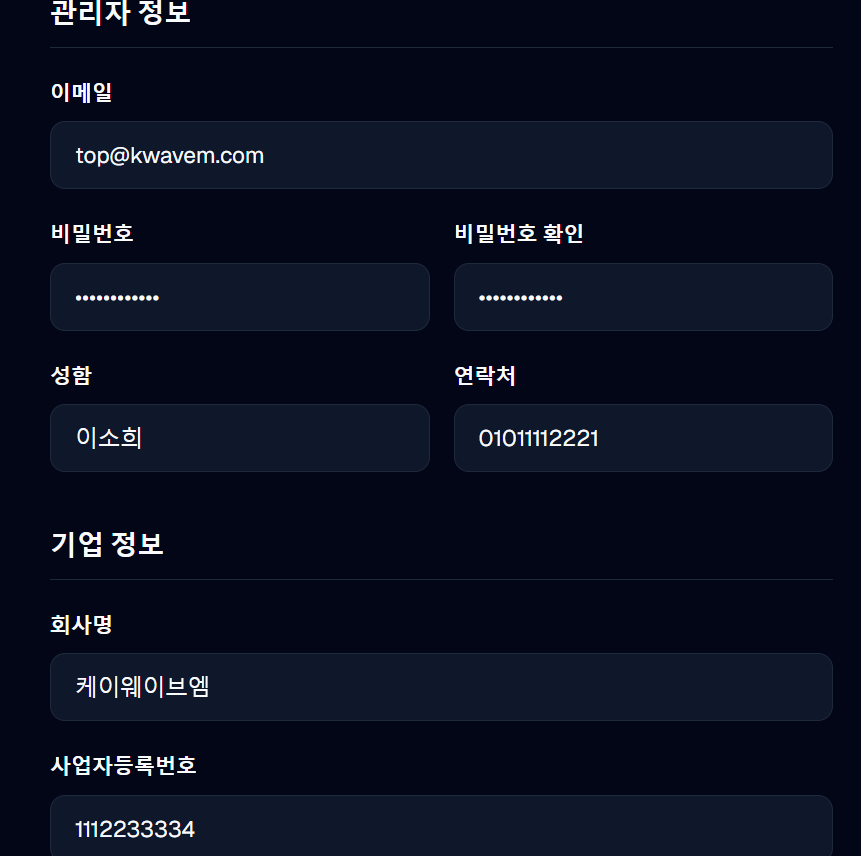 관리자 정보
이메일
top@kwavem.com
비밀번호
비밀번호 확인
••••••••••••
••••••••••••
성함
연락처
이소희
01011112221
기업 정보
회사명
케이웨이브엠
사업자등록번호
1112233334